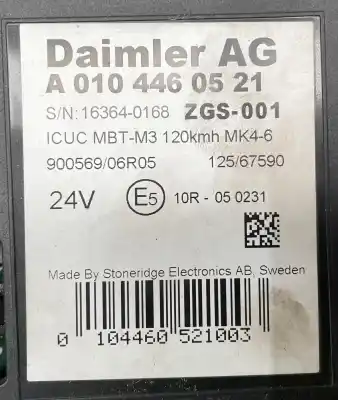 Daimler AG
A 010 446 05 21
S/N: 16364-0168 ZGS-001
ICUC MBT-M3 120kmh MK4-6
900569/06R05 125/67590
24V E5 10R - 05 0231
Made By Stoneridge Electronics AB, Sweden
0 104460 521003